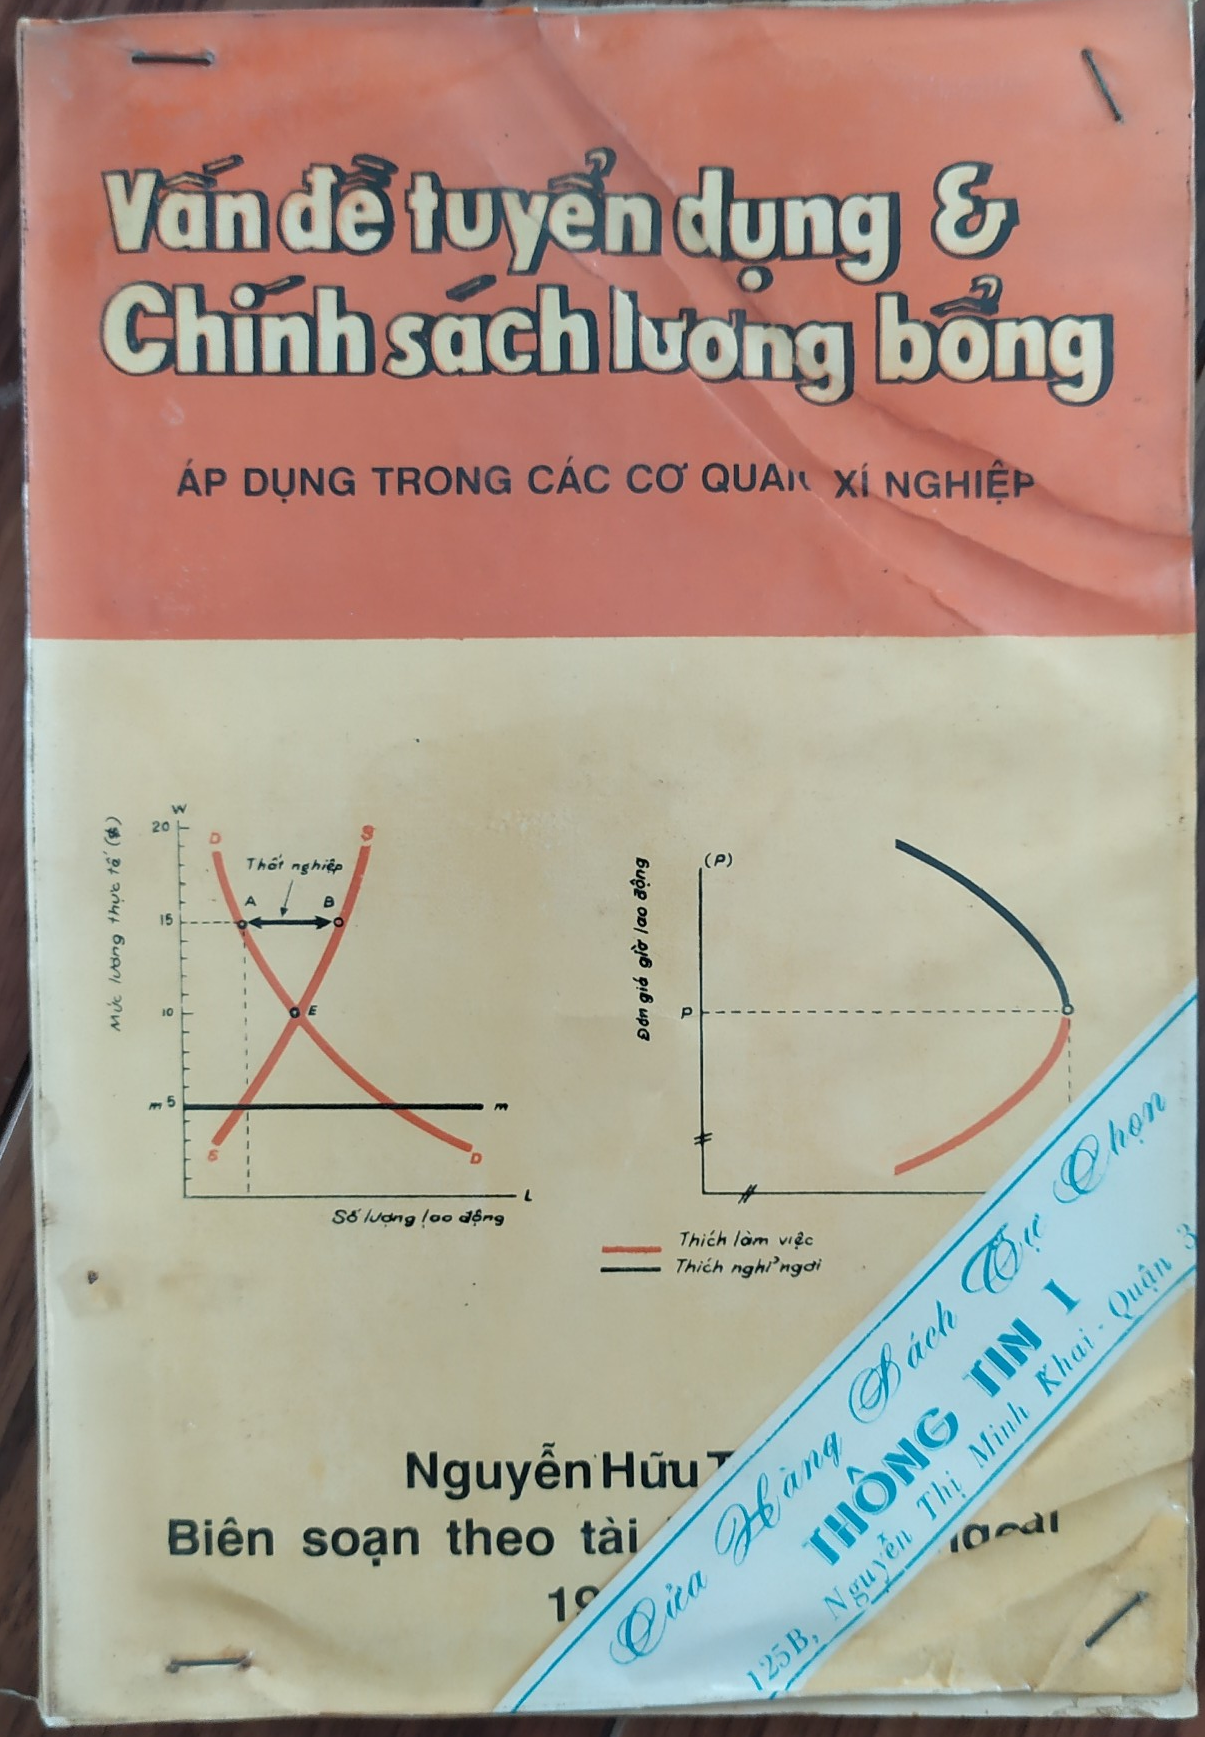 Vấn đề tuyển dụng &
Chính sách lương bổng
ÁP DỤNG TRONG CÁC CƠ QUAN XÍ NGHIỆP
W
20
15
10
m 5
Mức lương thực tế ($)
D
S
Thất nghiệp
A
B
E
m
S
D
L
Số lượng lao động
(P)
Đơn giá giờ lao động
P
Thích làm việc
Thích nghỉ ngơi
Nguyễn Hữu
Biên soạn theo tài
Cửa Hàng Sách Tự Chọn
THÔNG TIN I
125B, Nguyễn Thị Minh Khai - Quận 3